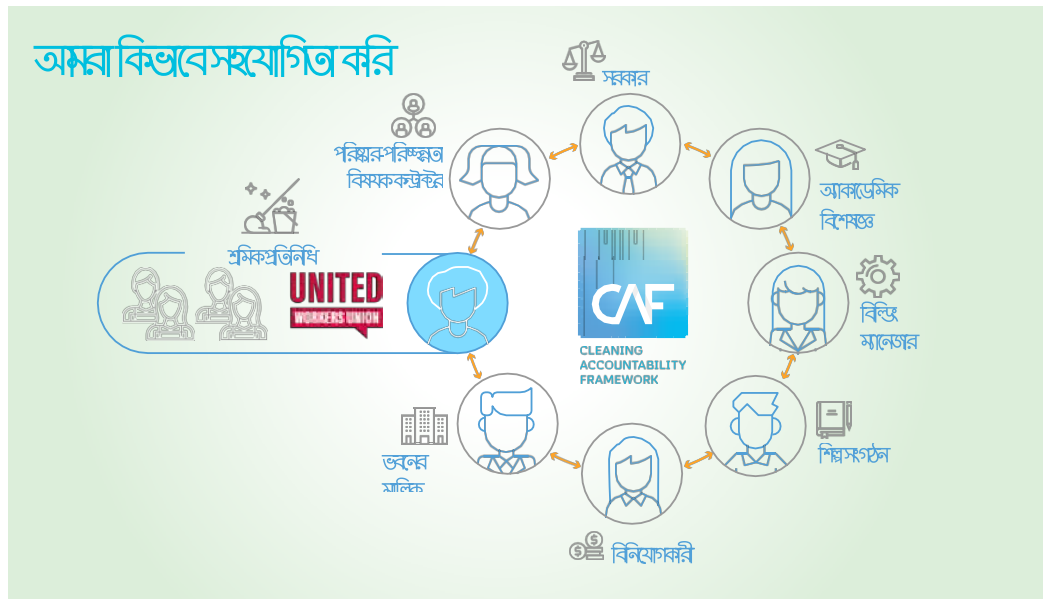 আমরা কিভাবে সহযোগিতা করি
সরকার
পরিষ্কার-পরিচ্ছন্নতা
বিষয়ক কন্ট্রাক্টর
আকাডেমিক
বিশেষজ্ঞ
শ্রমিক প্রতিনিধি
UNITED
WORKERS UNION
CAF
CLEANING
ACCOUNTABILITY
FRAMEWORK
বিল্ডিং
ম্যানেজার
ভবনের
মালিক
শিল্প সংগঠন
বিনিয়োগকারী